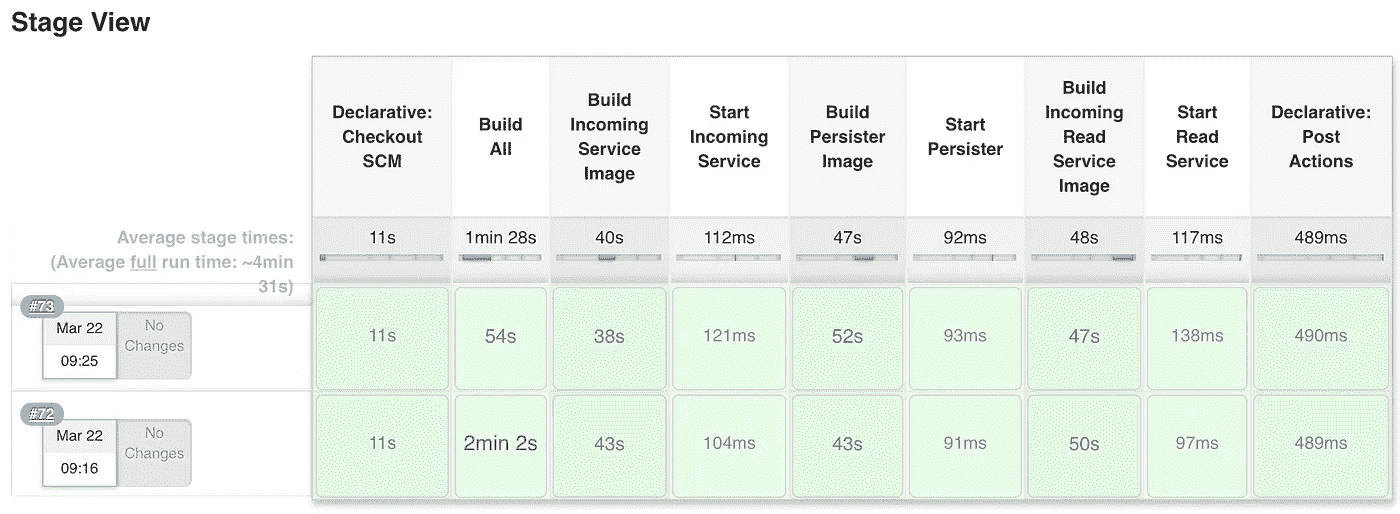 Stage View
Declarative:
Checkout
SCM
Build
All
Build
Incoming
Service
Image
Start
Incoming
Service
Build
Persister
Image
Start
Persister
Build
Incoming
Read
Service
Image
Start
Read
Service
Declarative:
Post
Actions
Average stage times:
(Average full run time: ~4min
31s)
11s
1min 28s
40s
112ms
47s
92ms
48s
117ms
489ms
#73
Mar 22
09:25
No
Changes
11s
54s
38s
121ms
52s
93ms
47s
138ms
490ms
#72
Mar 22
09:16
No
Changes
11s
2min 2s
43s
104ms
43s
91ms
50s
97ms
489ms